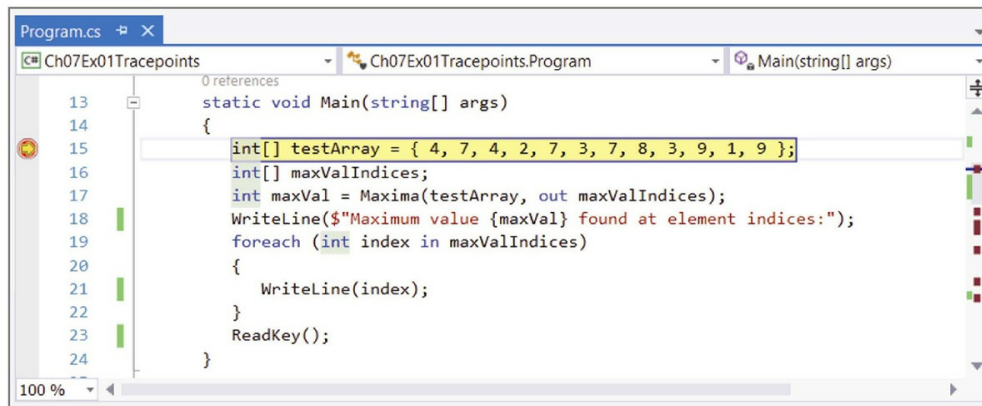 Program.cs
C# Ch07Ex01Tracepoints Ch07Ex01Tracepoints.Program Main(string[] args)
0 references
13 static void Main(string[] args)
14 {
15 int[] testArray = { 4, 7, 4, 2, 7, 3, 7, 8, 3, 9, 1, 9 };
16 int[] maxValIndices;
17 int maxVal = Maxima(testArray, out maxValIndices);
18 WriteLine($"Maximum value {maxVal} found at element indices:");
19 foreach (int index in maxValIndices)
20 {
21 WriteLine(index);
22 }
23 ReadKey();
24 }
100 %